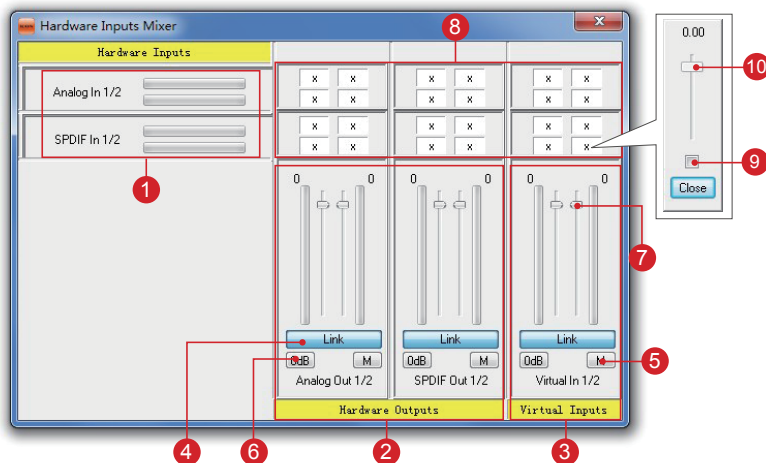 Hardware Inputs Mixer
8
0.00
10
9
Close
Hardware Inputs
Analog In 1/2
SPDIF In 1/2
1
x x x x x x
x x x x x x
x x x x x x
x x x x x x
0 0 0 0 0 0
7
Link Link Link
0dB M 0dB M 0dB M
5
Analog Out 1/2 SPDIF Out 1/2 Virtual In 1/2
Hardware Outputs Virtual Inputs
4 6 2 3